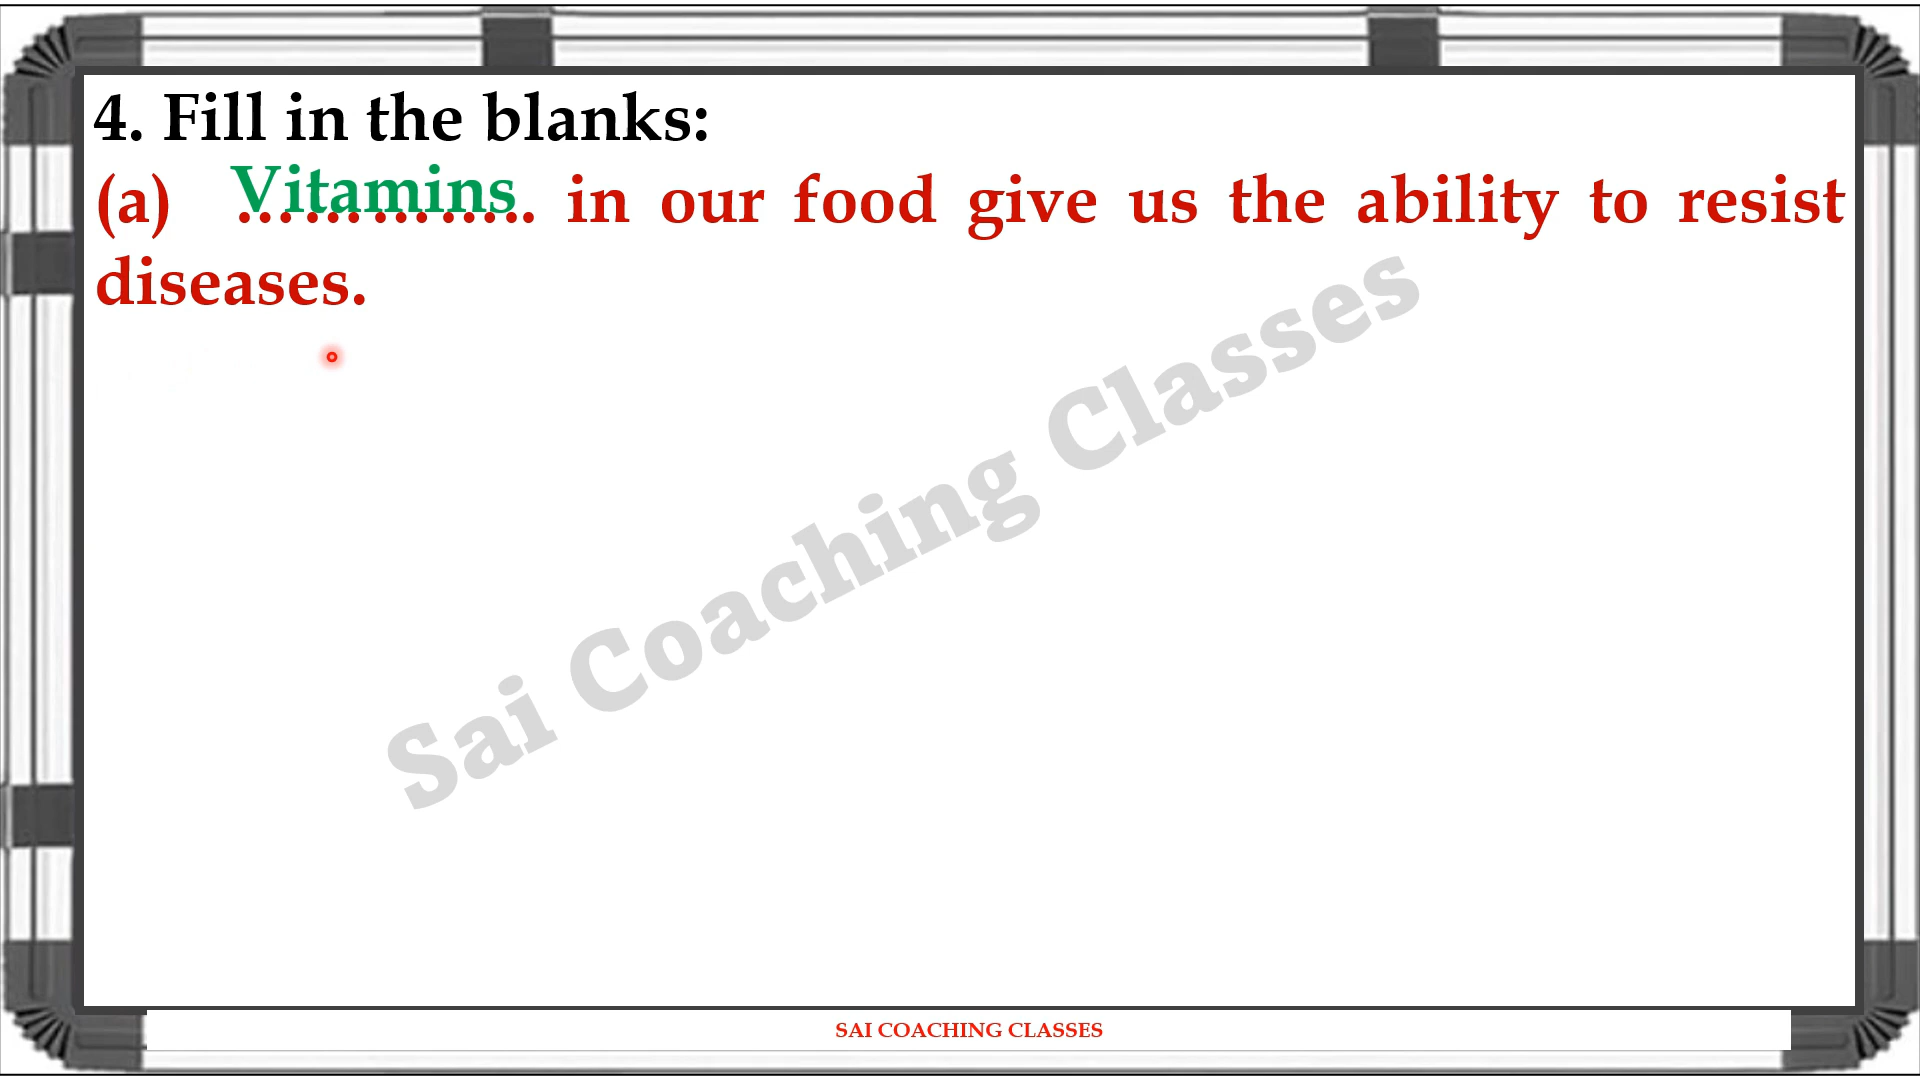 4. Fill in the blanks:
(a) Vitamins.............. in our food give us the ability to resist
diseases.
Sai Coaching Classes
SAI COACHING CLASSES